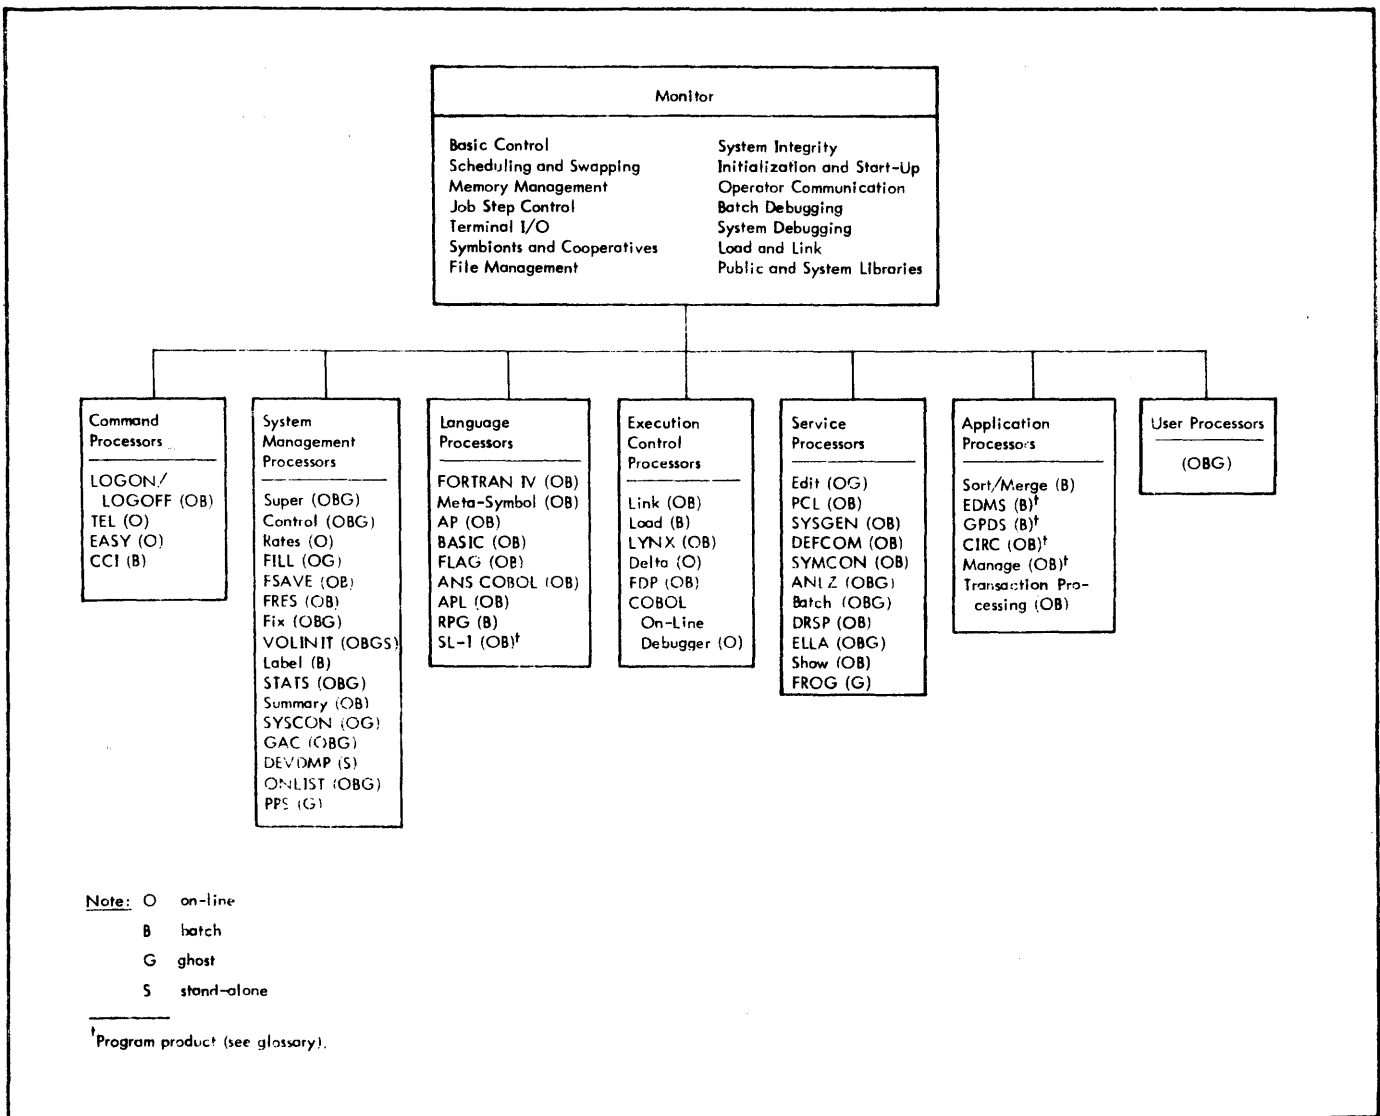 Monitor
Basic Control
Scheduling and Swapping
Memory Management
Job Step Control
Terminal I/O
Symbionts and Cooperatives
File Management
System Integrity
Initialization and Start-Up
Operator Communication
Batch Debugging
System Debugging
Load and Link
Public and System Libraries
Command
Processors
LOGON/
LOGOFF (OB)
TEL (O)
EASY (O)
CCI (B)
System
Management
Processors
Super (OBG)
Control (OBG)
Rates (O)
FILL (OG)
FSAVE (OB)
FRES (OB)
Fix (OBG)
VOLINIT (OBGS)
Label (B)
STATS (OBG)
Summary (OB)
SYSCON (OG)
GAC (OBG)
DEVDMP (S)
ONLIST (OBG)
PPS (G)
Language
Processors
FORTRAN IV (OB)
Meta-Symbol (OB)
AP (OB)
BASIC (OB)
FLAG (OB)
ANS COBOL (OB)
APL (OB)
RPG (B)
SL-1 (OB)†
Execution
Control
Processors
Link (OB)
Load (B)
LYNX (OB)
Delta (O)
FDP (OB)
COBOL
On-Line
Debugger (O)
Service
Processors
Edit (OG)
PCL (OB)
SYSGEN (OB)
DEFCOM (OB)
SYMCON (OB)
ANLZ (OBG)
Batch (OBG)
DRSP (OB)
ELLA (OBG)
Show (OB)
FROG (G)
Application
Processors
Sort/Merge (B)
EDMS (B)†
GPDS (B)†
CIRC (OB)†
Manage (OB)†
Transaction Pro-
cessing (OB)
User Processors
(OBG)
Note: O on-line
B batch
G ghost
S stand-alone
†Program product (see glossary).